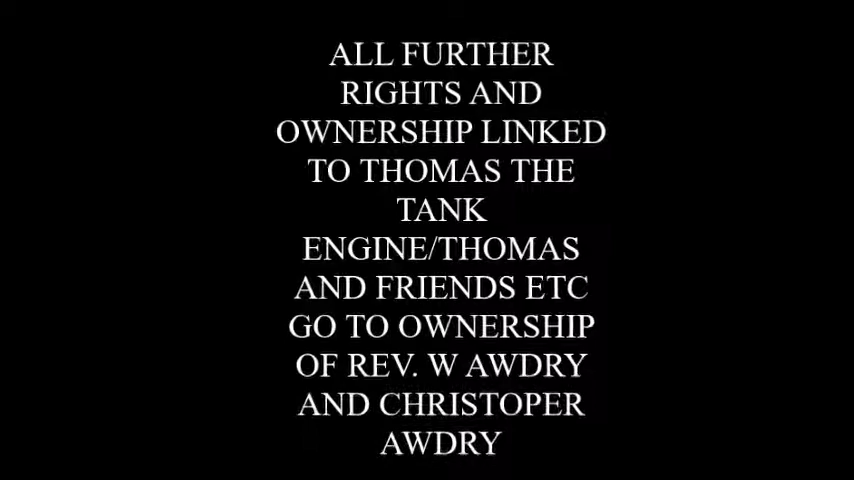 ALL FURTHER
RIGHTS AND
OWNERSHIP LINKED
TO THOMAS THE
TANK
ENGINE/THOMAS
AND FRIENDS ETC
GO TO OWNERSHIP
OF REV. W AWDRY
AND CHRISTOPER
AWDRY